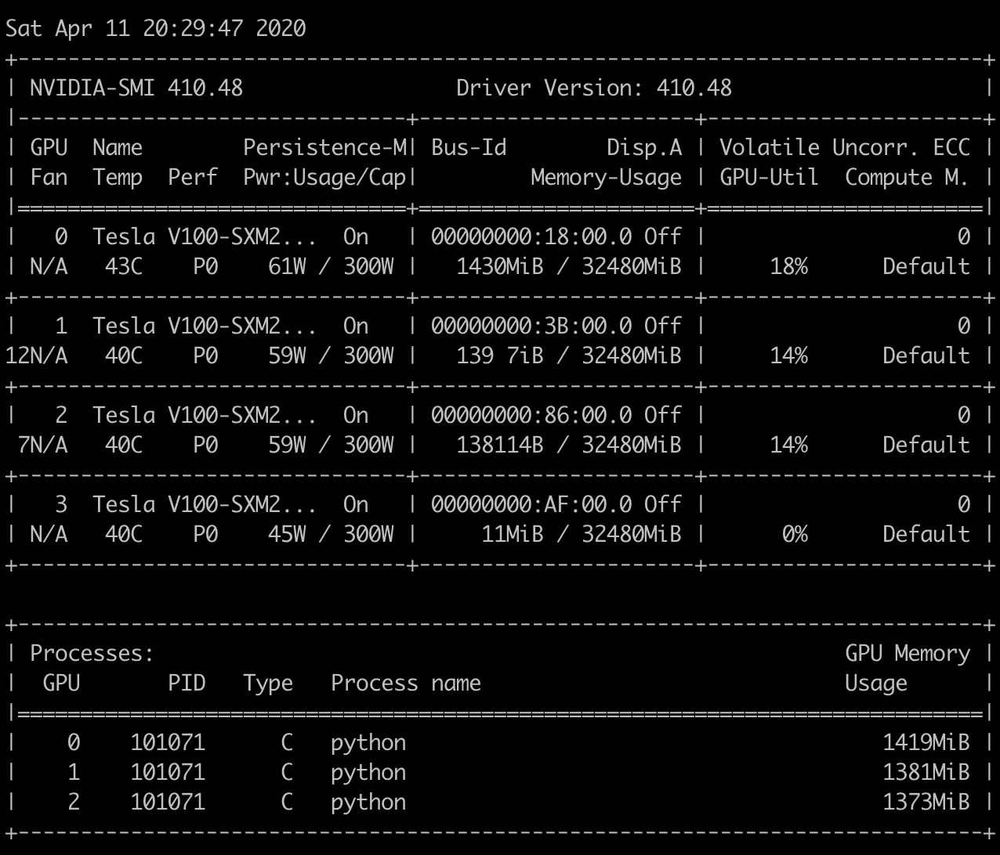 Sat Apr 11 20:29:47 2020
+-----------------------------------------------------------------------------+
| NVIDIA-SMI 410.48                 Driver Version: 410.48                    |
|-------------------------------+----------------------+----------------------+
| GPU  Name        Persistence-M| Bus-Id        Disp.A | Volatile Uncorr. ECC |
| Fan  Temp  Perf  Pwr:Usage/Cap|         Memory-Usage | GPU-Util  Compute M. |
|===============================+======================+======================|
|   0  Tesla V100-SXM2...  On   | 00000000:18:00.0 Off |                    0 |
| N/A   43C    P0    61W / 300W |   1430MiB / 32480MiB |     18%      Default |
+-------------------------------+----------------------+----------------------+
|   1  Tesla V100-SXM2...  On   | 00000000:3B:00.0 Off |                    0 |
12N/A   40C    P0    59W / 300W |   139 7iB / 32480MiB |     14%      Default |
+-------------------------------+----------------------+----------------------+
|   2  Tesla V100-SXM2...  On   | 00000000:86:00.0 Off |                    0 |
 7N/A   40C    P0    59W / 300W |   138114B / 32480MiB |     14%      Default |
+-------------------------------+----------------------+----------------------+
|   3  Tesla V100-SXM2...  On   | 00000000:AF:00.0 Off |                    0 |
| N/A   40C    P0    45W / 300W |     11MiB / 32480MiB |      0%      Default |
+-------------------------------+----------------------+----------------------+

+-----------------------------------------------------------------------------+
| Processes:                                                       GPU Memory |
|  GPU       PID   Type   Process name                             Usage      |
|=============================================================================|
|    0    101071      C   python                                      1419MiB |
|    1    101071      C   python                                      1381MiB |
|    2    101071      C   python                                      1373MiB |
+-----------------------------------------------------------------------------+